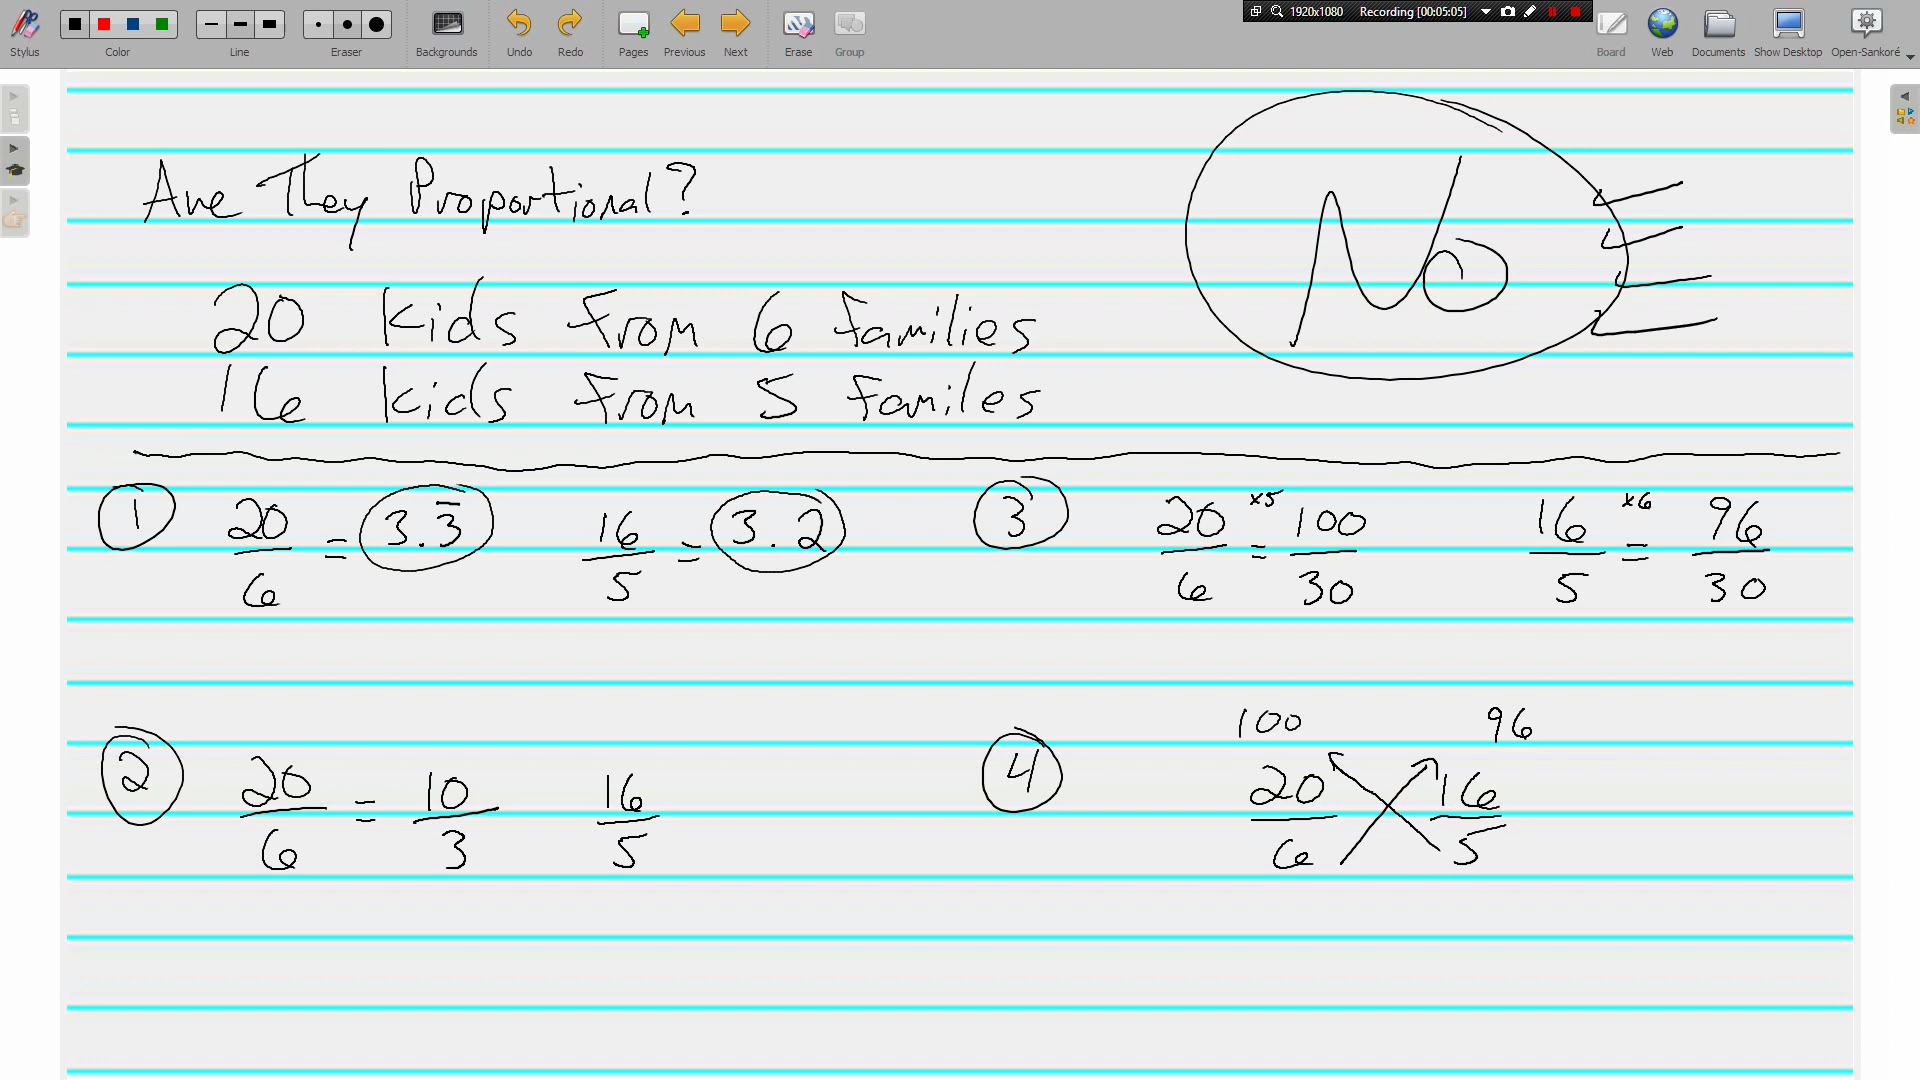 1920x1080 Recording [00:05:05]
Stylus Color Line Eraser Backgrounds Undo Redo Pages Previous Next Erase Group Board Web Documents Show Desktop Open-Sankoré
Are They Proportional?
No
20 kids from 6 families
16 kids from 5 familes
1 20/6 = 3.3̅ 16/5 = 3.2
3 20/6 =x5 100/30 16/5 =x6 96/30
2 20/6 = 10/3 16/5
100 96
4 20/6 16/5